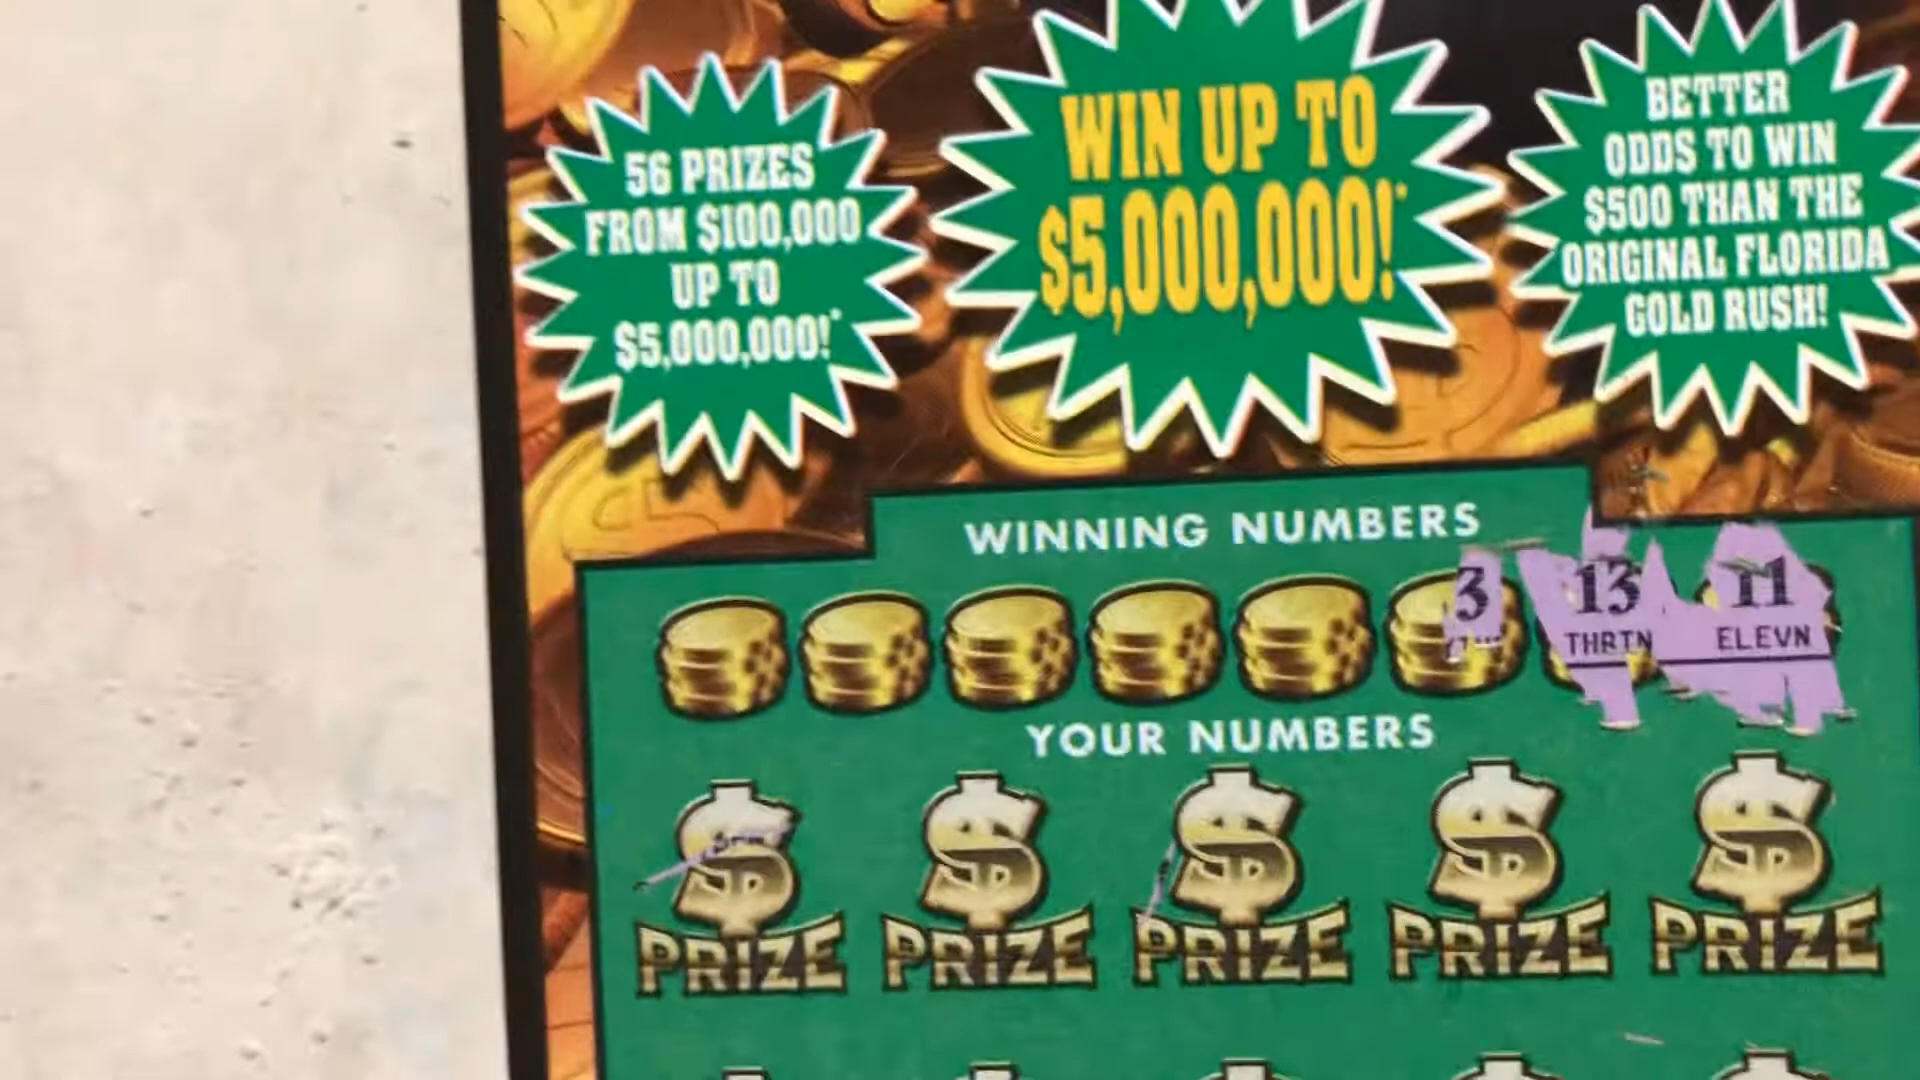 56 PRIZES
FROM $100,000
UP TO
$5,000,000!*
WIN UP TO
$5,000,000!*
BETTER
ODDS TO WIN
$500 THAN THE
ORIGINAL FLORIDA
GOLD RUSH!
WINNING NUMBERS
3 13 11
THRTN ELEVN
YOUR NUMBERS
PRIZE PRIZE PRIZE PRIZE PRIZE